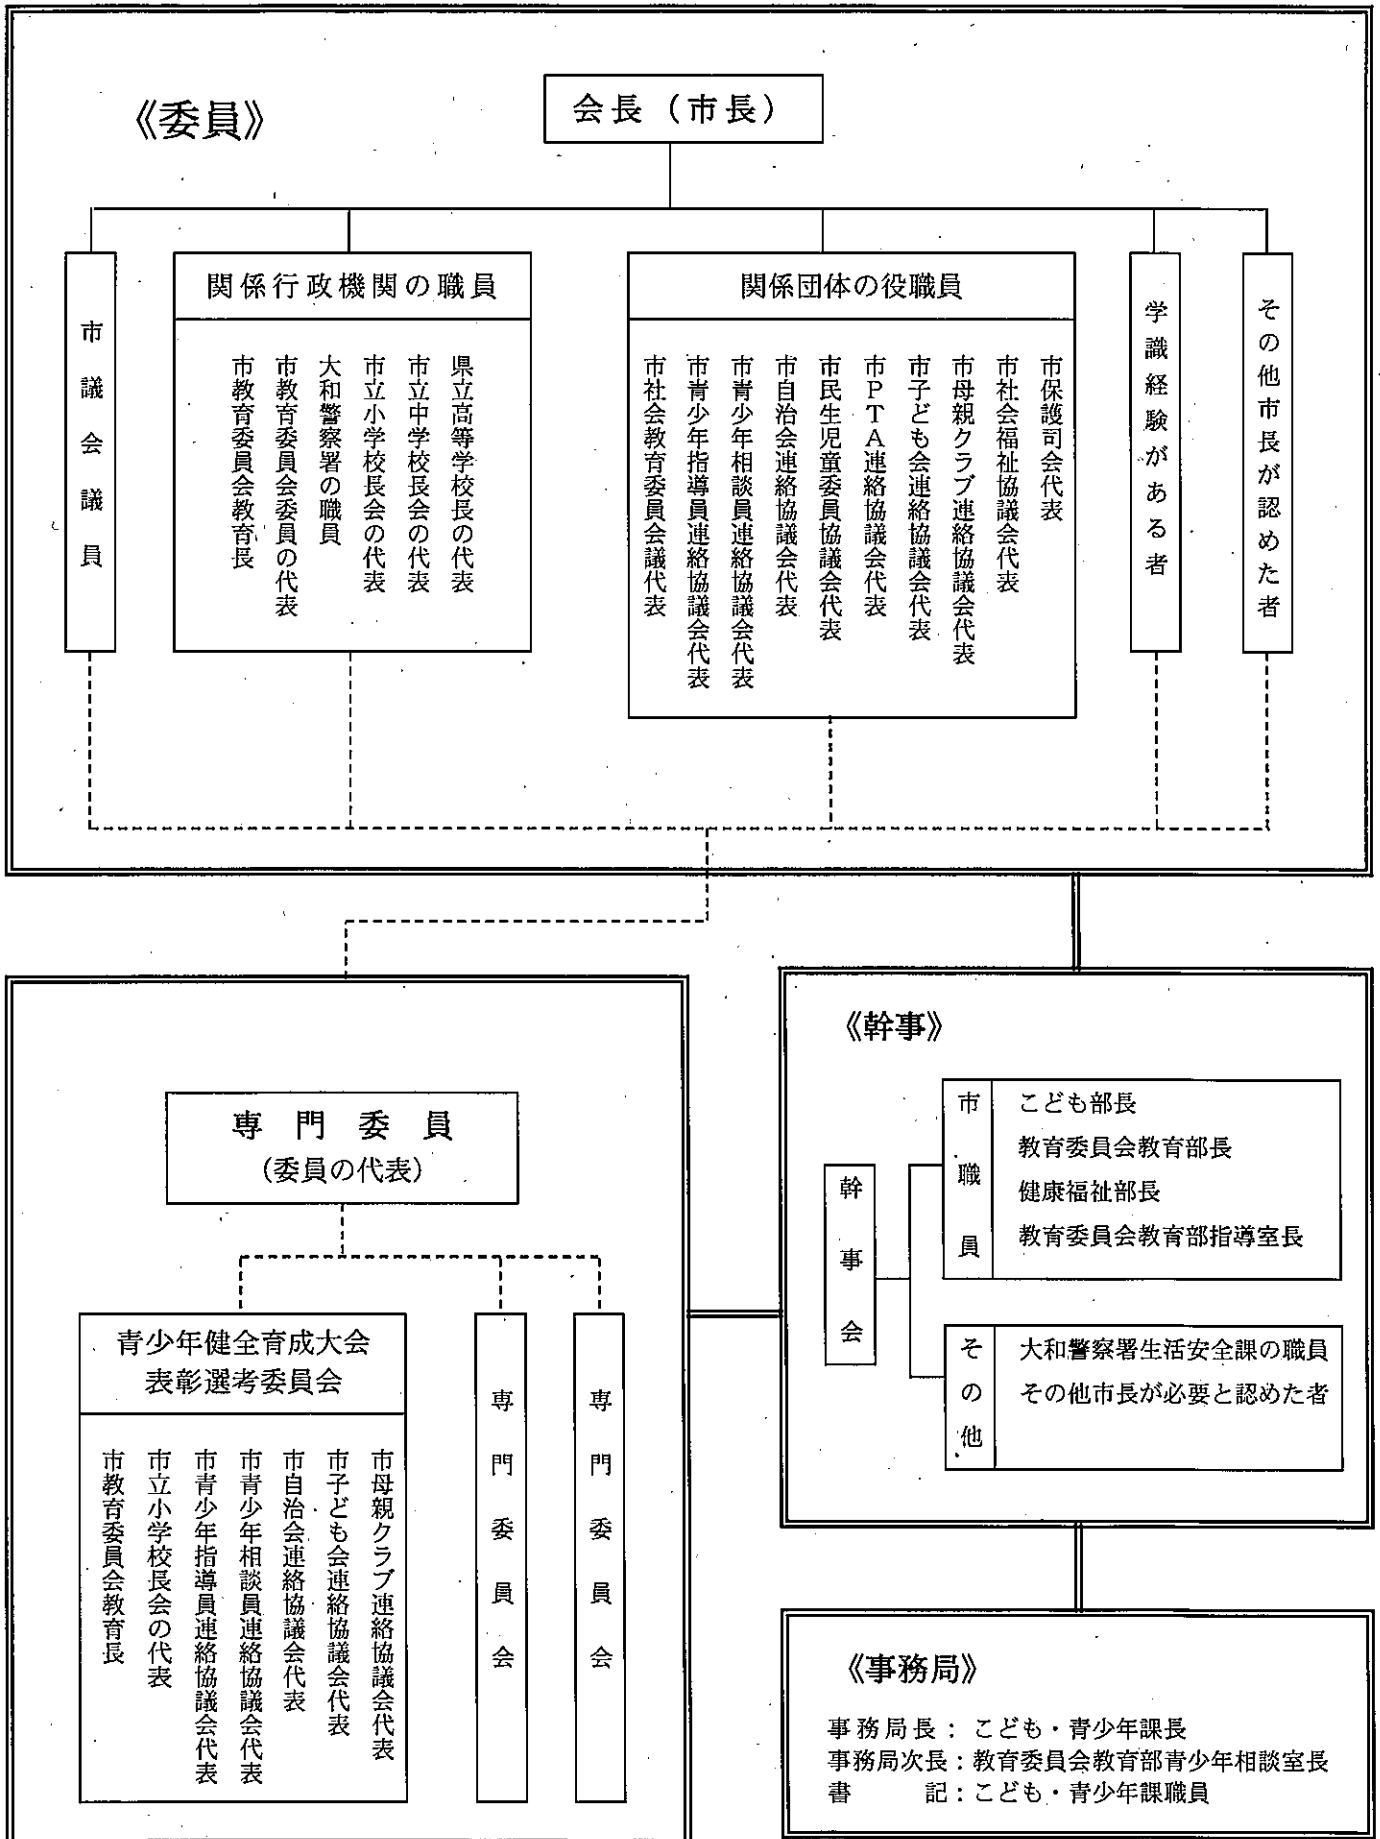 《委員》
会長（市長）
市議会議員
関係行政機関の職員
県立高等学校長の代表
市立中学校長会の代表
市立小学校長会の代表
大和警察署の職員
市教育委員会委員の代表
市教育委員会教育長
関係団体の役職員
市保護司会代表
市社会福祉協議会代表
市母親クラブ連絡協議会代表
市子ども会連絡協議会代表
市PTA連絡協議会代表
市民生児童委員協議会代表
市自治会連絡協議会代表
市青少年相談員連絡協議会代表
市青少年指導員連絡協議会代表
市社会教育委員会議代表
学識経験がある者
その他市長が認めた者
専門委員
(委員の代表)
青少年健全育成大会
表彰選考委員会
市母親クラブ連絡協議会代表
市子ども会連絡協議会代表
市自治会連絡協議会代表
市青少年相談員連絡協議会代表
市青少年指導員連絡協議会代表
市立小学校長会の代表
市教育委員会教育長
専門委員会
専門委員会
《幹事》
幹事会
市職員
こども部長
教育委員会教育部長
健康福祉部長
教育委員会教育部指導室長
その他
大和警察署生活安全課の職員
その他市長が必要と認めた者
《事務局》
事務局長：こども・青少年課長
事務局次長：教育委員会教育部青少年相談室長
書　　記：こども・青少年課職員